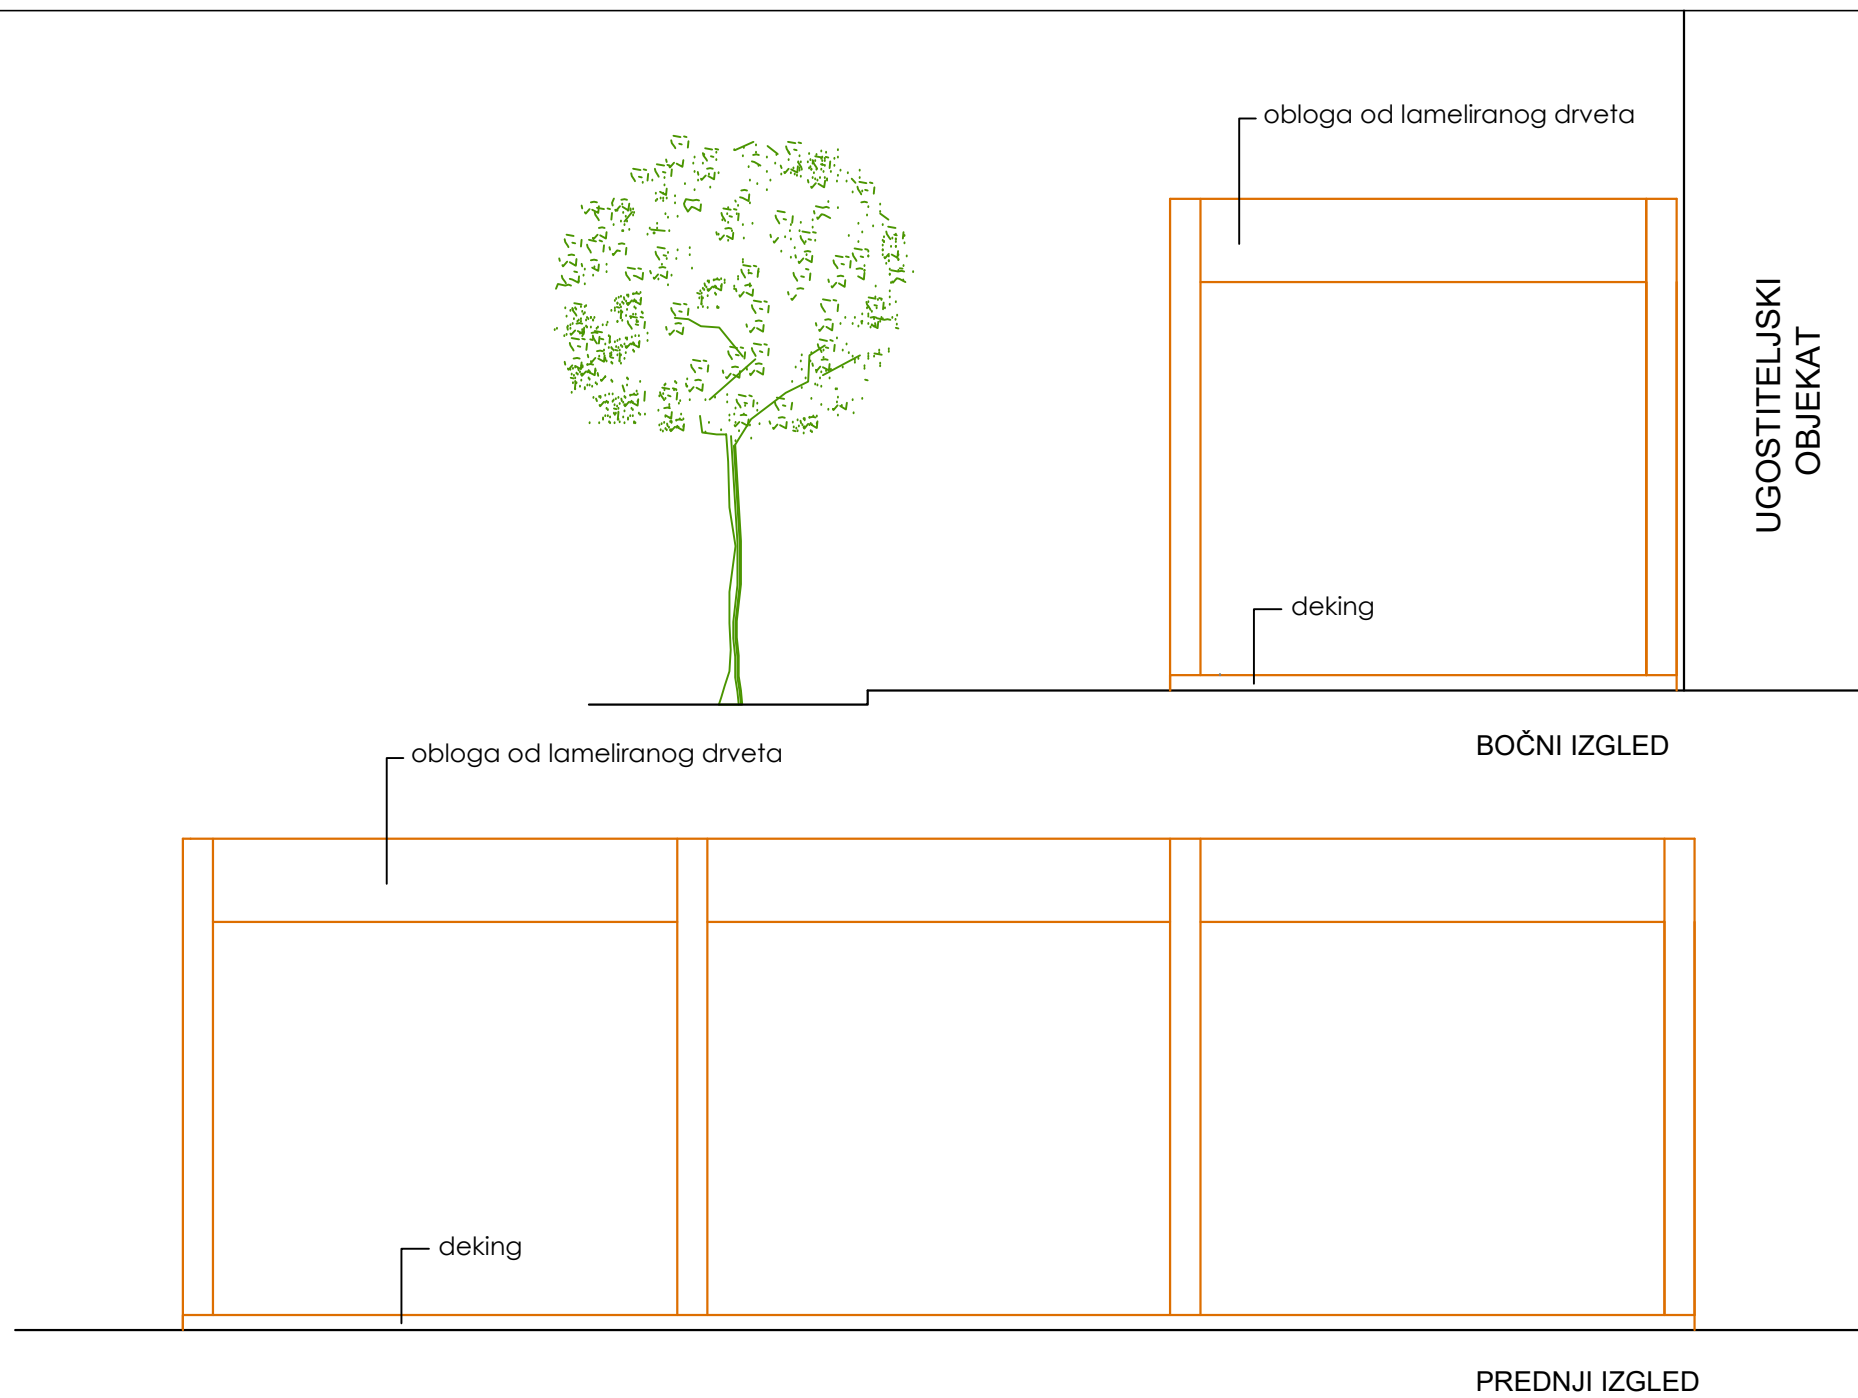 obloga od lameliranog drveta
UGOSTITELJSKI
OBJEKAT
deking
BOČNI IZGLED
obloga od lameliranog drveta
deking
PREDNJI IZGLED